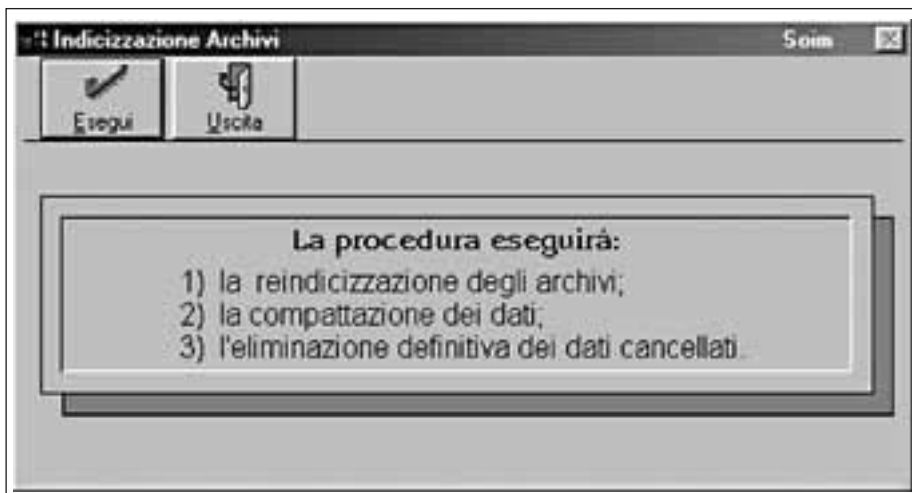 Indicizzazione Archivi Soim
Esegui Uscita
La procedura eseguirà:
1) la reindicizzazione degli archivi;
2) la compattazione dei dati;
3) l'eliminazione definitiva dei dati cancellati.